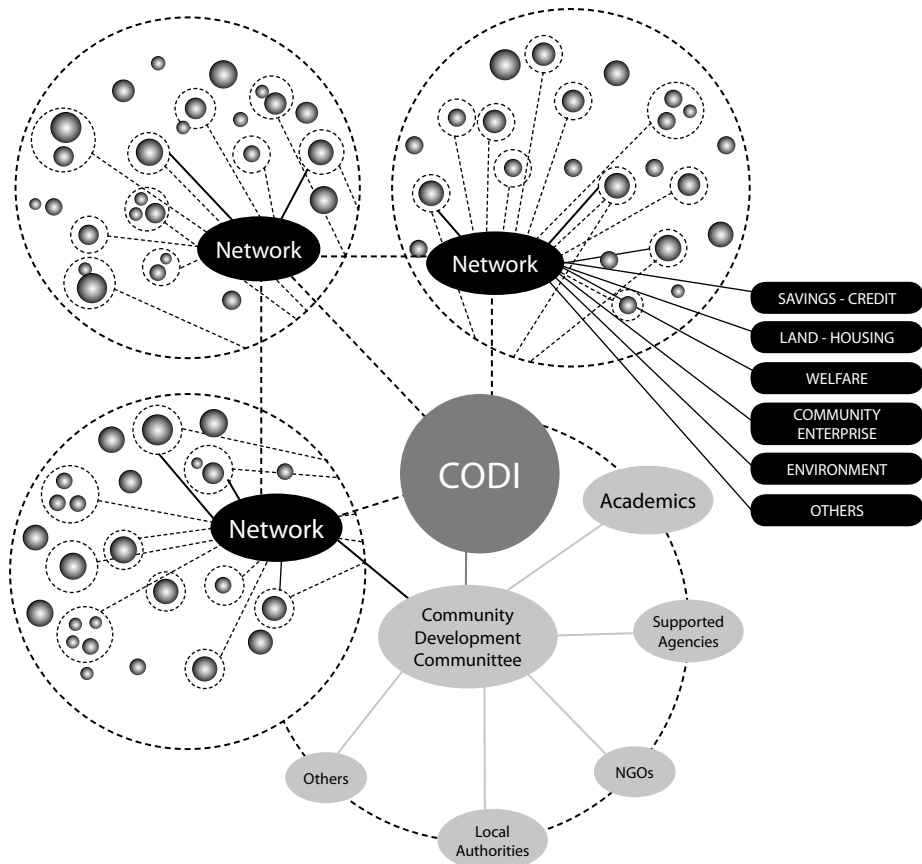 Network
Network
SAVINGS - CREDIT
LAND - HOUSING
WELFARE
COMMUNITY
ENTERPRISE
ENVIRONMENT
OTHERS
CODI
Academics
Network
Community
Development
Communittee
Supported
Agencies
Others
NGOs
Local
Authorities